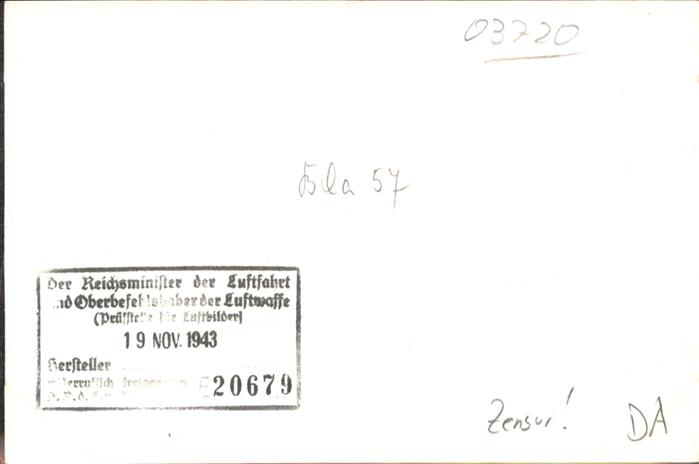 03720
Bla 57
Der Reichsminister der Luftfahrt
und Oberbefehlshaber der Luftwaffe
(Prüfstelle für Luftbilder)
19 NOV. 1943
Hersteller
20679
Zensur!
DA